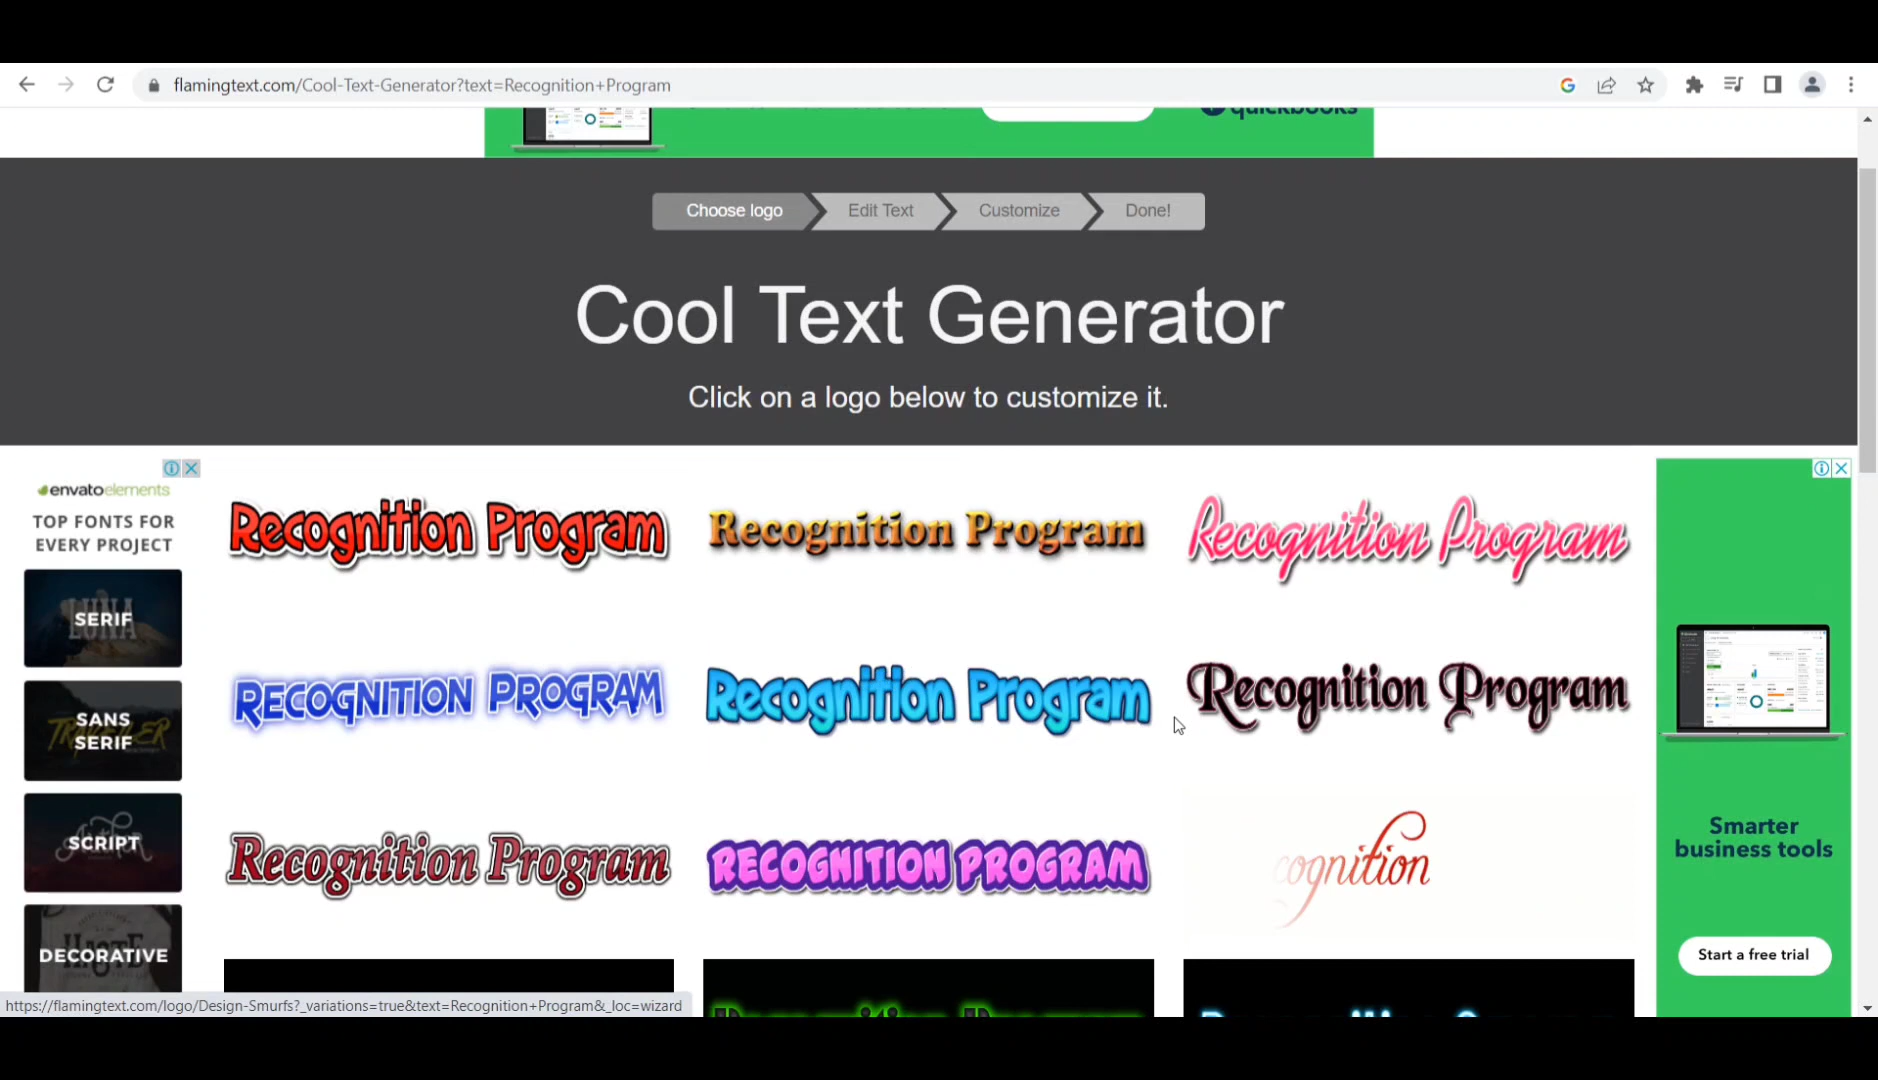 flamingtext.com/Cool-Text-Generator?text=Recognition+Program
quickbooks
Choose logo
Edit Text
Customize
Done!
Cool Text Generator
Click on a logo below to customize it.
envatoelements
TOP FONTS FOR
EVERY PROJECT
SERIF
SANS
SERIF
SCRIPT
DECORATIVE
Recognition Program
Recognition Program
Recognition Program
RECOGNITION PROGRAM
Recognition Program
Recognition Program
Recognition Program
RECOGNITION PROGRAM
cognition
Smarter
business tools
Start a free trial
https://flamingtext.com/logo/Design-Smurfs?_variations=true&text=Recognition+Program&_loc=wizard